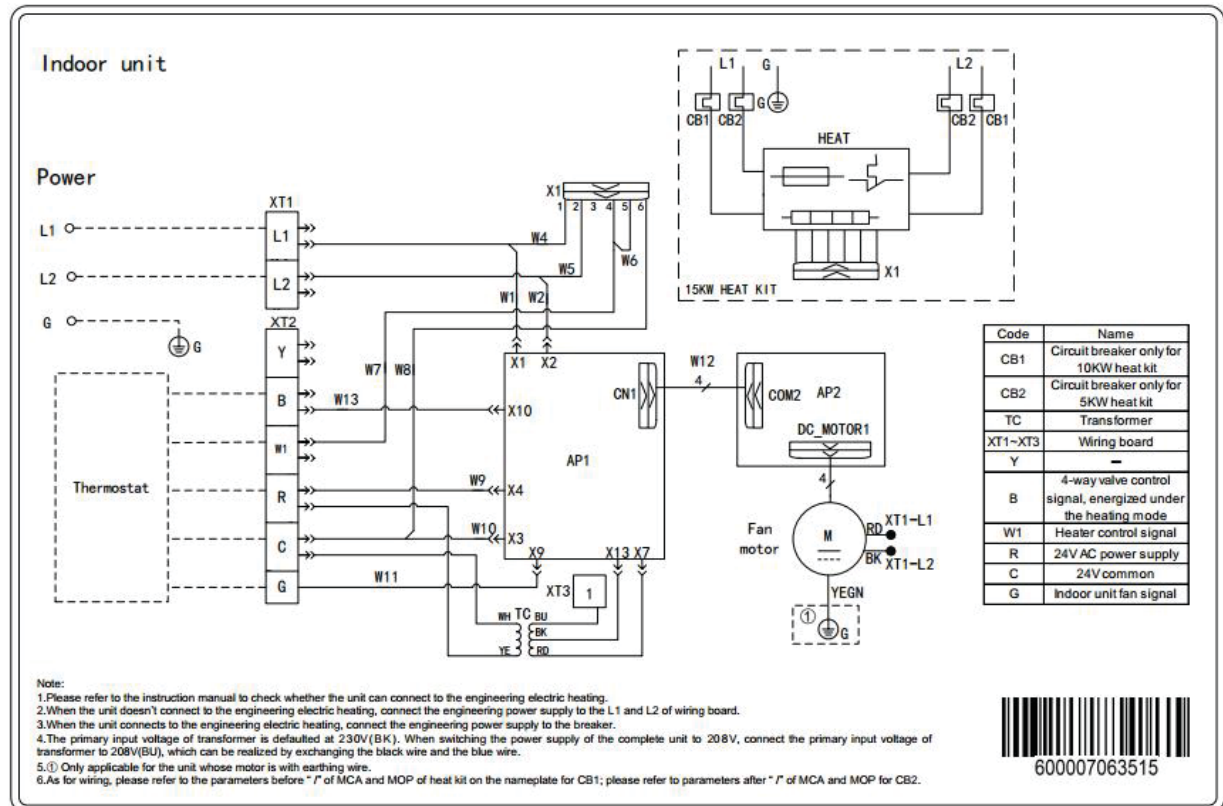 Indoor unit
Power
L1
L2
G
G
XT1
L1
L2
XT2
Y
B
W1
R
C
G
Thermostat
X1
1 2 3 4 5 6
W4
W5
W6
W1
W2
W7
W8
W13
W9
W10
W11
X1 X2
X10
X4
X3
X9
X13 X7
AP1
CN1
W12
4
COM2
AP2
DC_MOTOR1
4
Fan
motor
M
RD
XT1-L1
BK
XT1-L2
YEGN
①
G
XT3
1
WH TC BU
BK
YE RD
L1 G L2
CB1 CB2 G CB2 CB1
HEAT
X1
15KW HEAT KIT
Code Name
CB1 Circuit breaker only for
10KW heat kit
CB2 Circuit breaker only for
5KW heat kit
TC Transformer
XT1~XT3 Wiring board
Y –
B 4-way valve control
signal, energized under
the heating mode
W1 Heater control signal
R 24V AC power supply
C 24V common
G Indoor unit fan signal
Note:
1.Please refer to the instruction manual to check whether the unit can connect to the engineering electric heating.
2.When the unit doesn't connect to the engineering electric heating, connect the engineering power supply to the L1 and L2 of wiring board.
3.When the unit connects to the engineering electric heating, connect the engineering power supply to the breaker.
4.The primary input voltage of transformer is defaulted at 230V(BK). When switching the power supply of the complete unit to 208V, connect the primary input voltage of
transformer to 208V(BU), which can be realized by exchanging the black wire and the blue wire.
5.① Only applicable for the unit whose motor is with earthing wire.
6.As for wiring, please refer to the parameters before "/" of MCA and MOP of heat kit on the nameplate for CB1; please refer to parameters after "/" of MCA and MOP for CB2.
600007063515